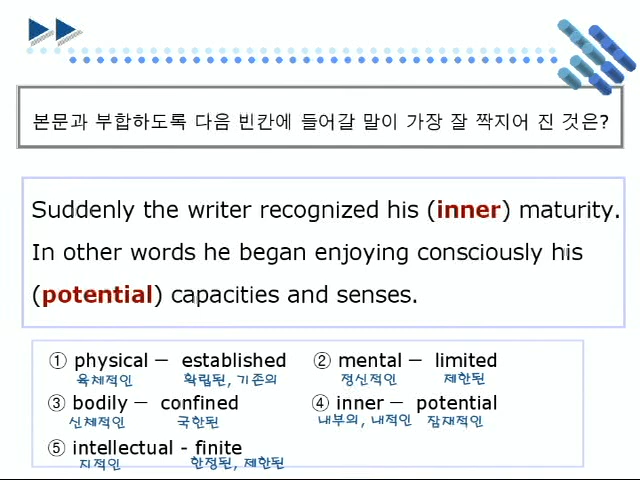 본문과 부합하도록 다음 빈칸에 들어갈 말이 가장 잘 짝지어 진 것은?
Suddenly the writer recognized his (inner) maturity.
In other words he began enjoying consciously his
(potential) capacities and senses.
① physical － established ② mental － limited
육체적인 확립된, 기존의 정신적인 제한된
③ bodily － confined ④ inner － potential
신체적인 국한된 내부의, 내적인 잠재적인
⑤ intellectual - finite
지적인 한정된, 제한된